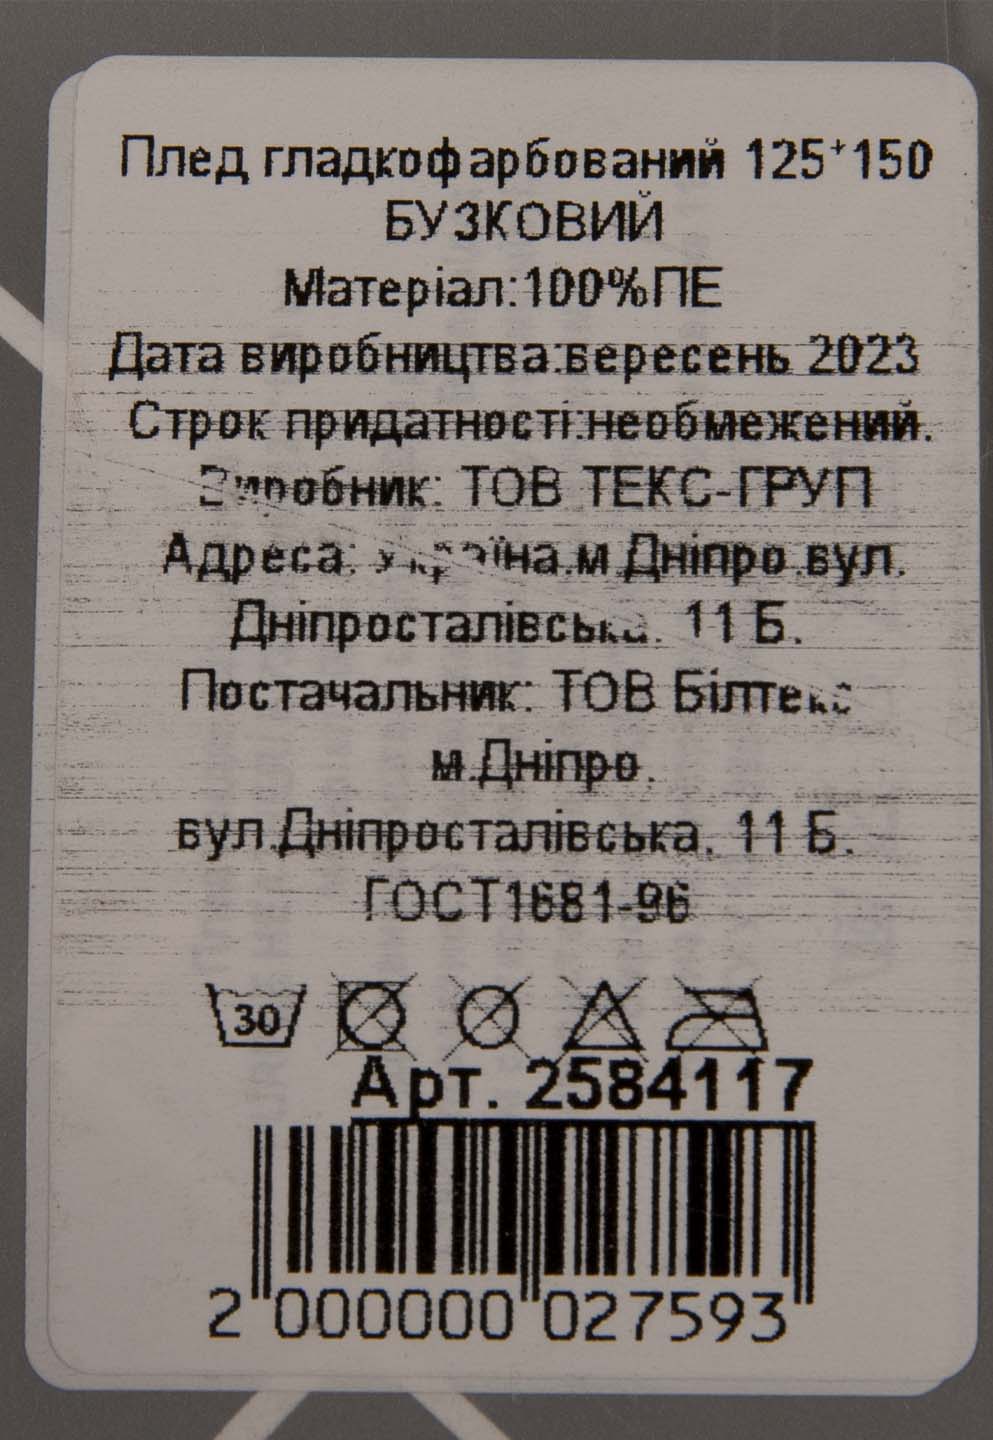 Плед гладкофарбований 125*150
БУЗКОВИЙ
Матеріал:100%ПЕ
Дата виробництва:вересень 2023
Строк придатності:необмежений.
Виробник: ТОВ ТЕКС-ГРУП
Адреса: Україна.м.Дніпро.вул.
Дніпросталівська. 11 Б.
Постачальник: ТОВ Білтекс
м.Дніпро.
вул.Дніпросталівська. 11 Б.
ГОСТ1681-96
30
Арт. 2584117
2 000000 027593